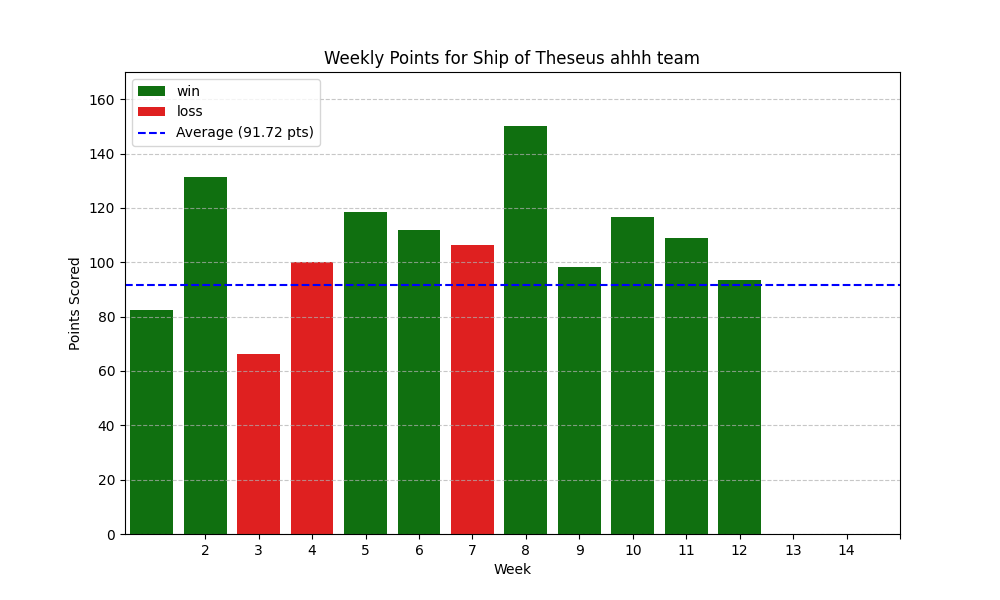 Weekly Points for Ship of Theseus ahhh team
win
loss
Average (91.72 pts)
160
140
120
100
80
60
40
20
0
Points Scored
2 3 4 5 6 7 8 9 10 11 12 13 14
Week